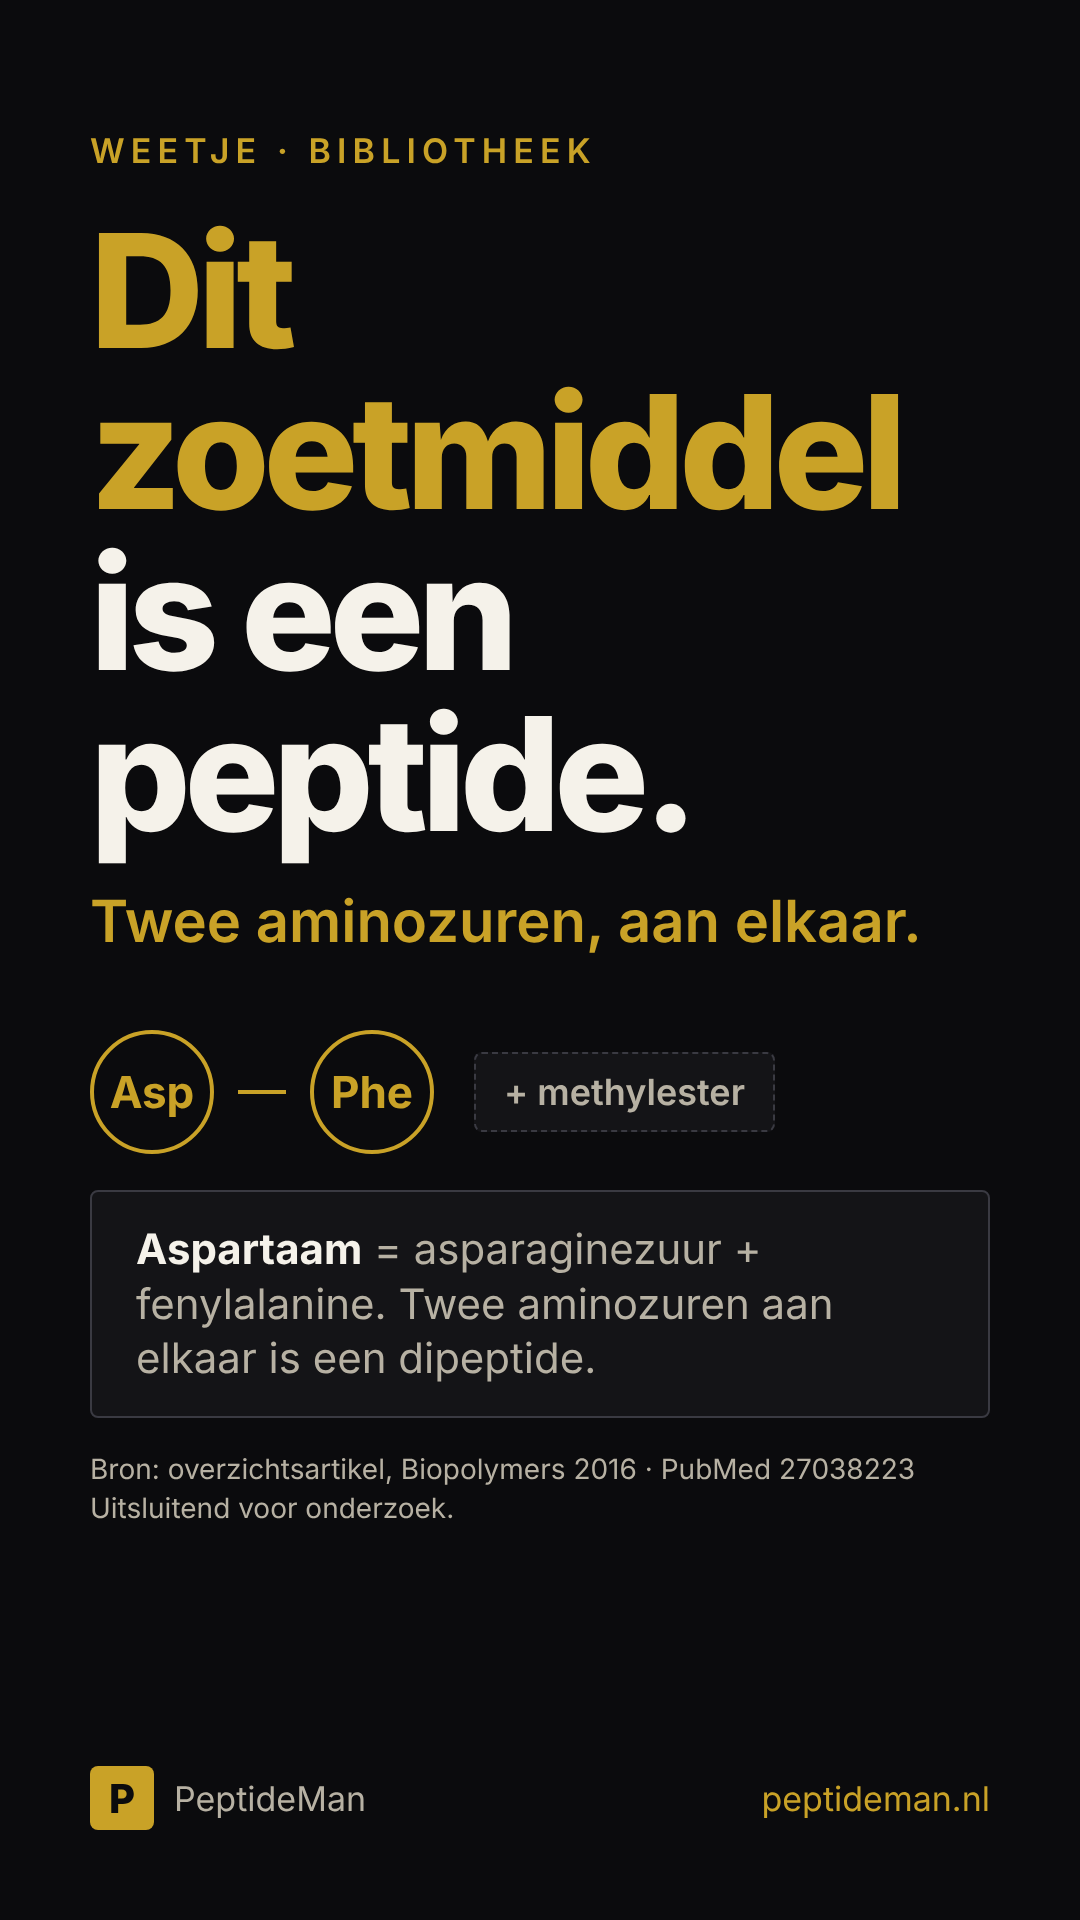 WEETJE · BIBLIOTHEEK
Dit
zoetmiddel
is een
peptide.
Twee aminozuren, aan elkaar.
Asp — Phe + methylester
Aspartaam = asparaginezuur +
fenylalanine. Twee aminozuren aan
elkaar is een dipeptide.
Bron: overzichtsartikel, Biopolymers 2016 · PubMed 27038223
Uitsluitend voor onderzoek.
P PeptideMan peptideman.nl